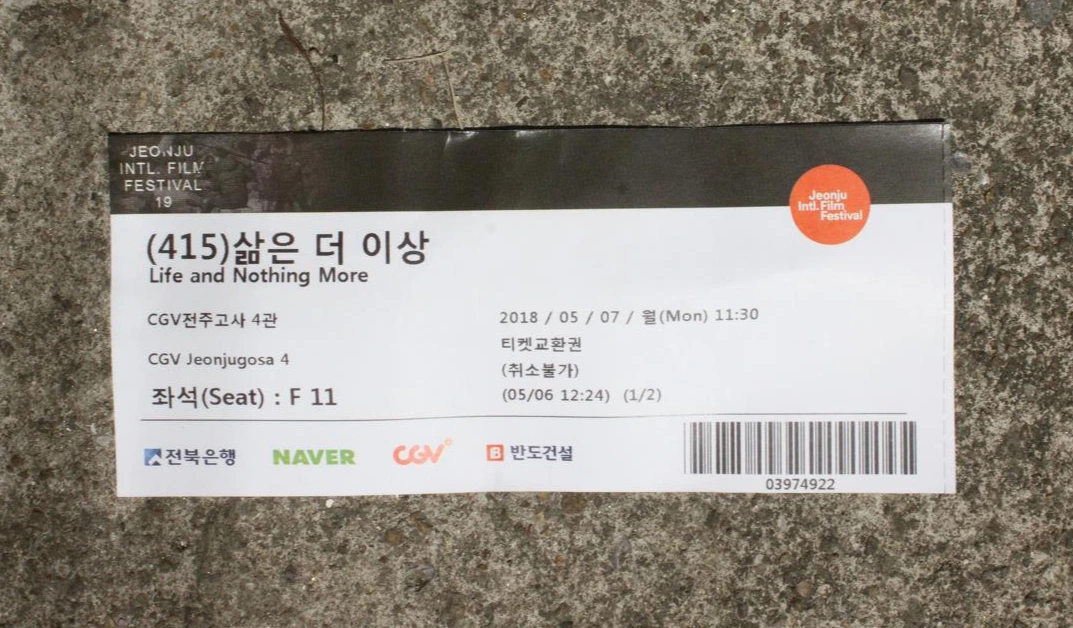 JEONJU
INTL. FILM
FESTIVAL
19
Jeonju
Intl. Film
Festival
(415)삶은 더 이상
Life and Nothing More
CGV전주고사 4관
2018 / 05 / 07 / 월(Mon) 11:30
티켓교환권
CGV Jeonjugosa 4
(취소불가)
좌석(Seat) : F 11
(05/06 12:24) (1/2)
전북은행
NAVER
CGV
B 반도건설
03974922